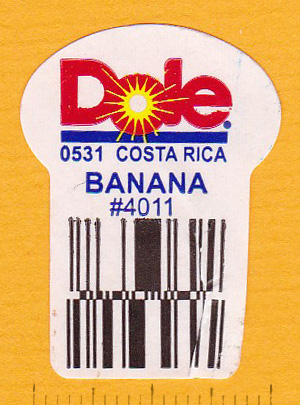 Dole®
0531 COSTA RICA
BANANA
#4011